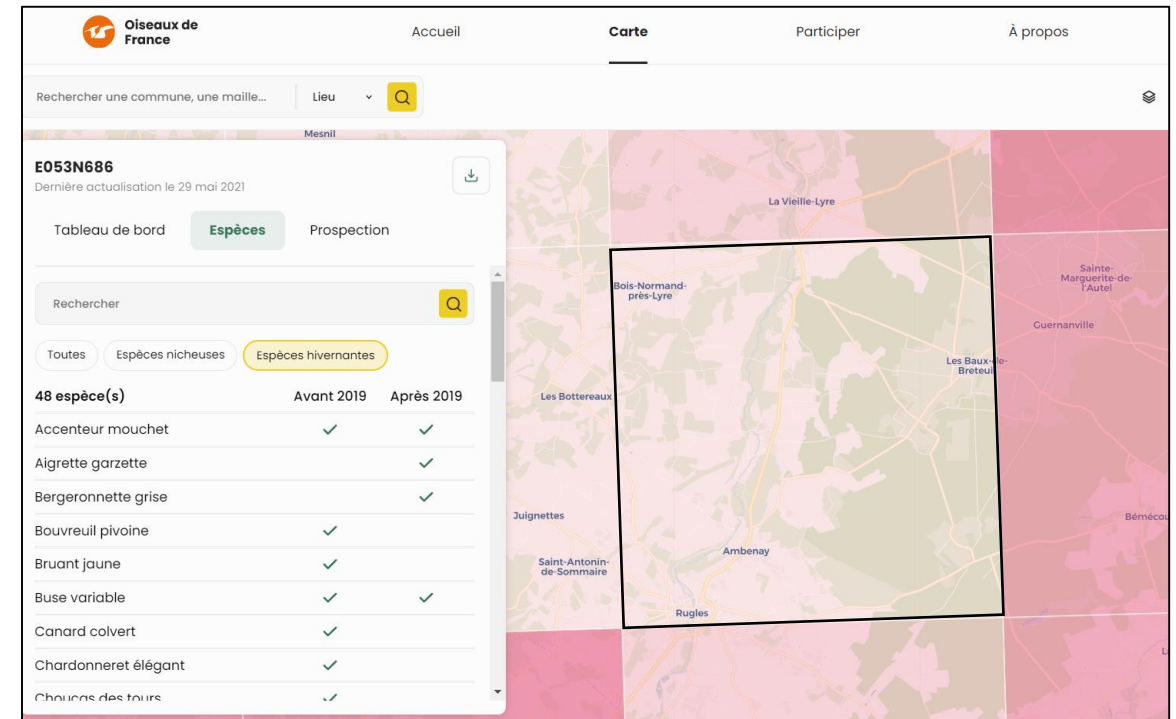 Oiseaux de
France
Accueil
Carte
Participer
À propos
Rechercher une commune, une maille...
Lieu
Mesnil
E053N686
Dernière actualisation le 29 mai 2021
Tableau de bord
Espèces
Prospection
Rechercher
Toutes
Espèces nicheuses
Espèces hivernantes
48 espèce(s) Avant 2019 Après 2019
Accenteur mouchet
Aigrette garzette
Bergeronnette grise
Bouvreuil pivoine
Bruant jaune
Buse variable
Canard colvert
Chardonneret élégant
Choucas des tours
La Vieille-Lyre
Bois-Normand-
près-Lyre
Sainte-
Marguerite-de-
l'Autel
Guernanville
Les Baux-de-
Breteuil
Les Bottereaux
Juignettes
Bémécou
Ambenay
Saint-Antonin-
de-Sommaire
Rugles